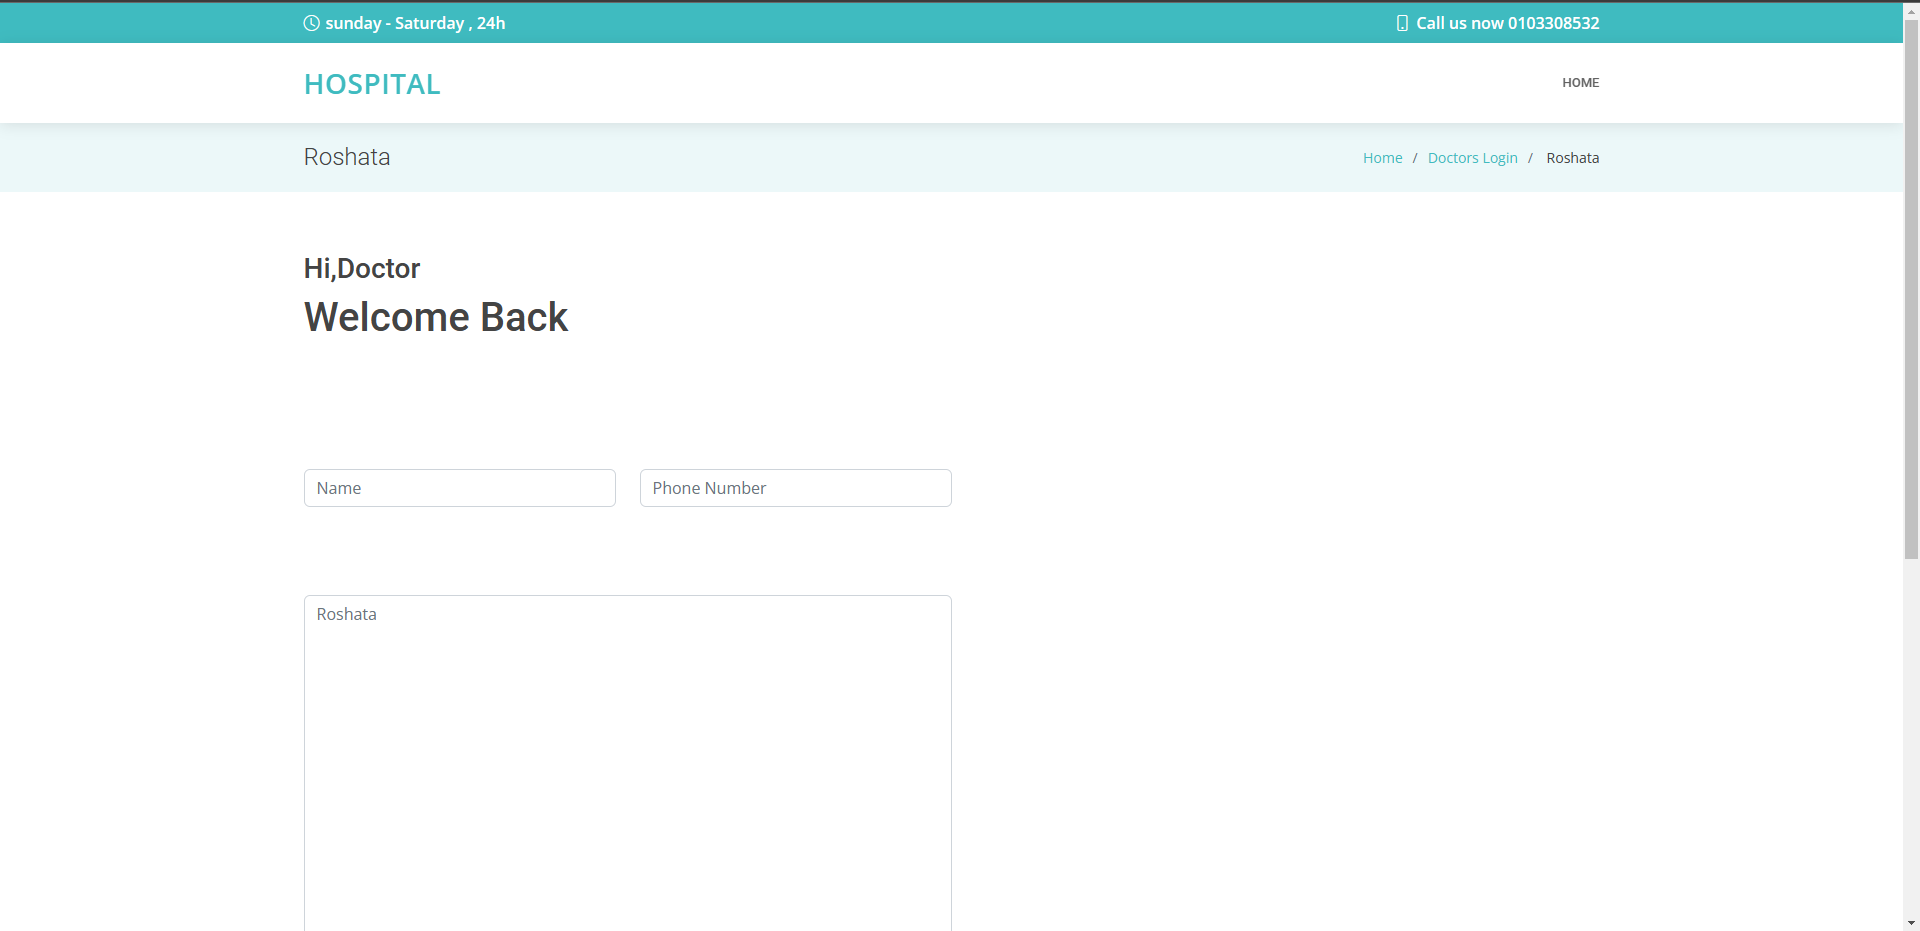 sunday - Saturday , 24h
Call us now 0103308532
HOSPITAL
HOME
Roshata
Home / Doctors Login / Roshata
Hi,Doctor
Welcome Back
Name
Phone Number
Roshata